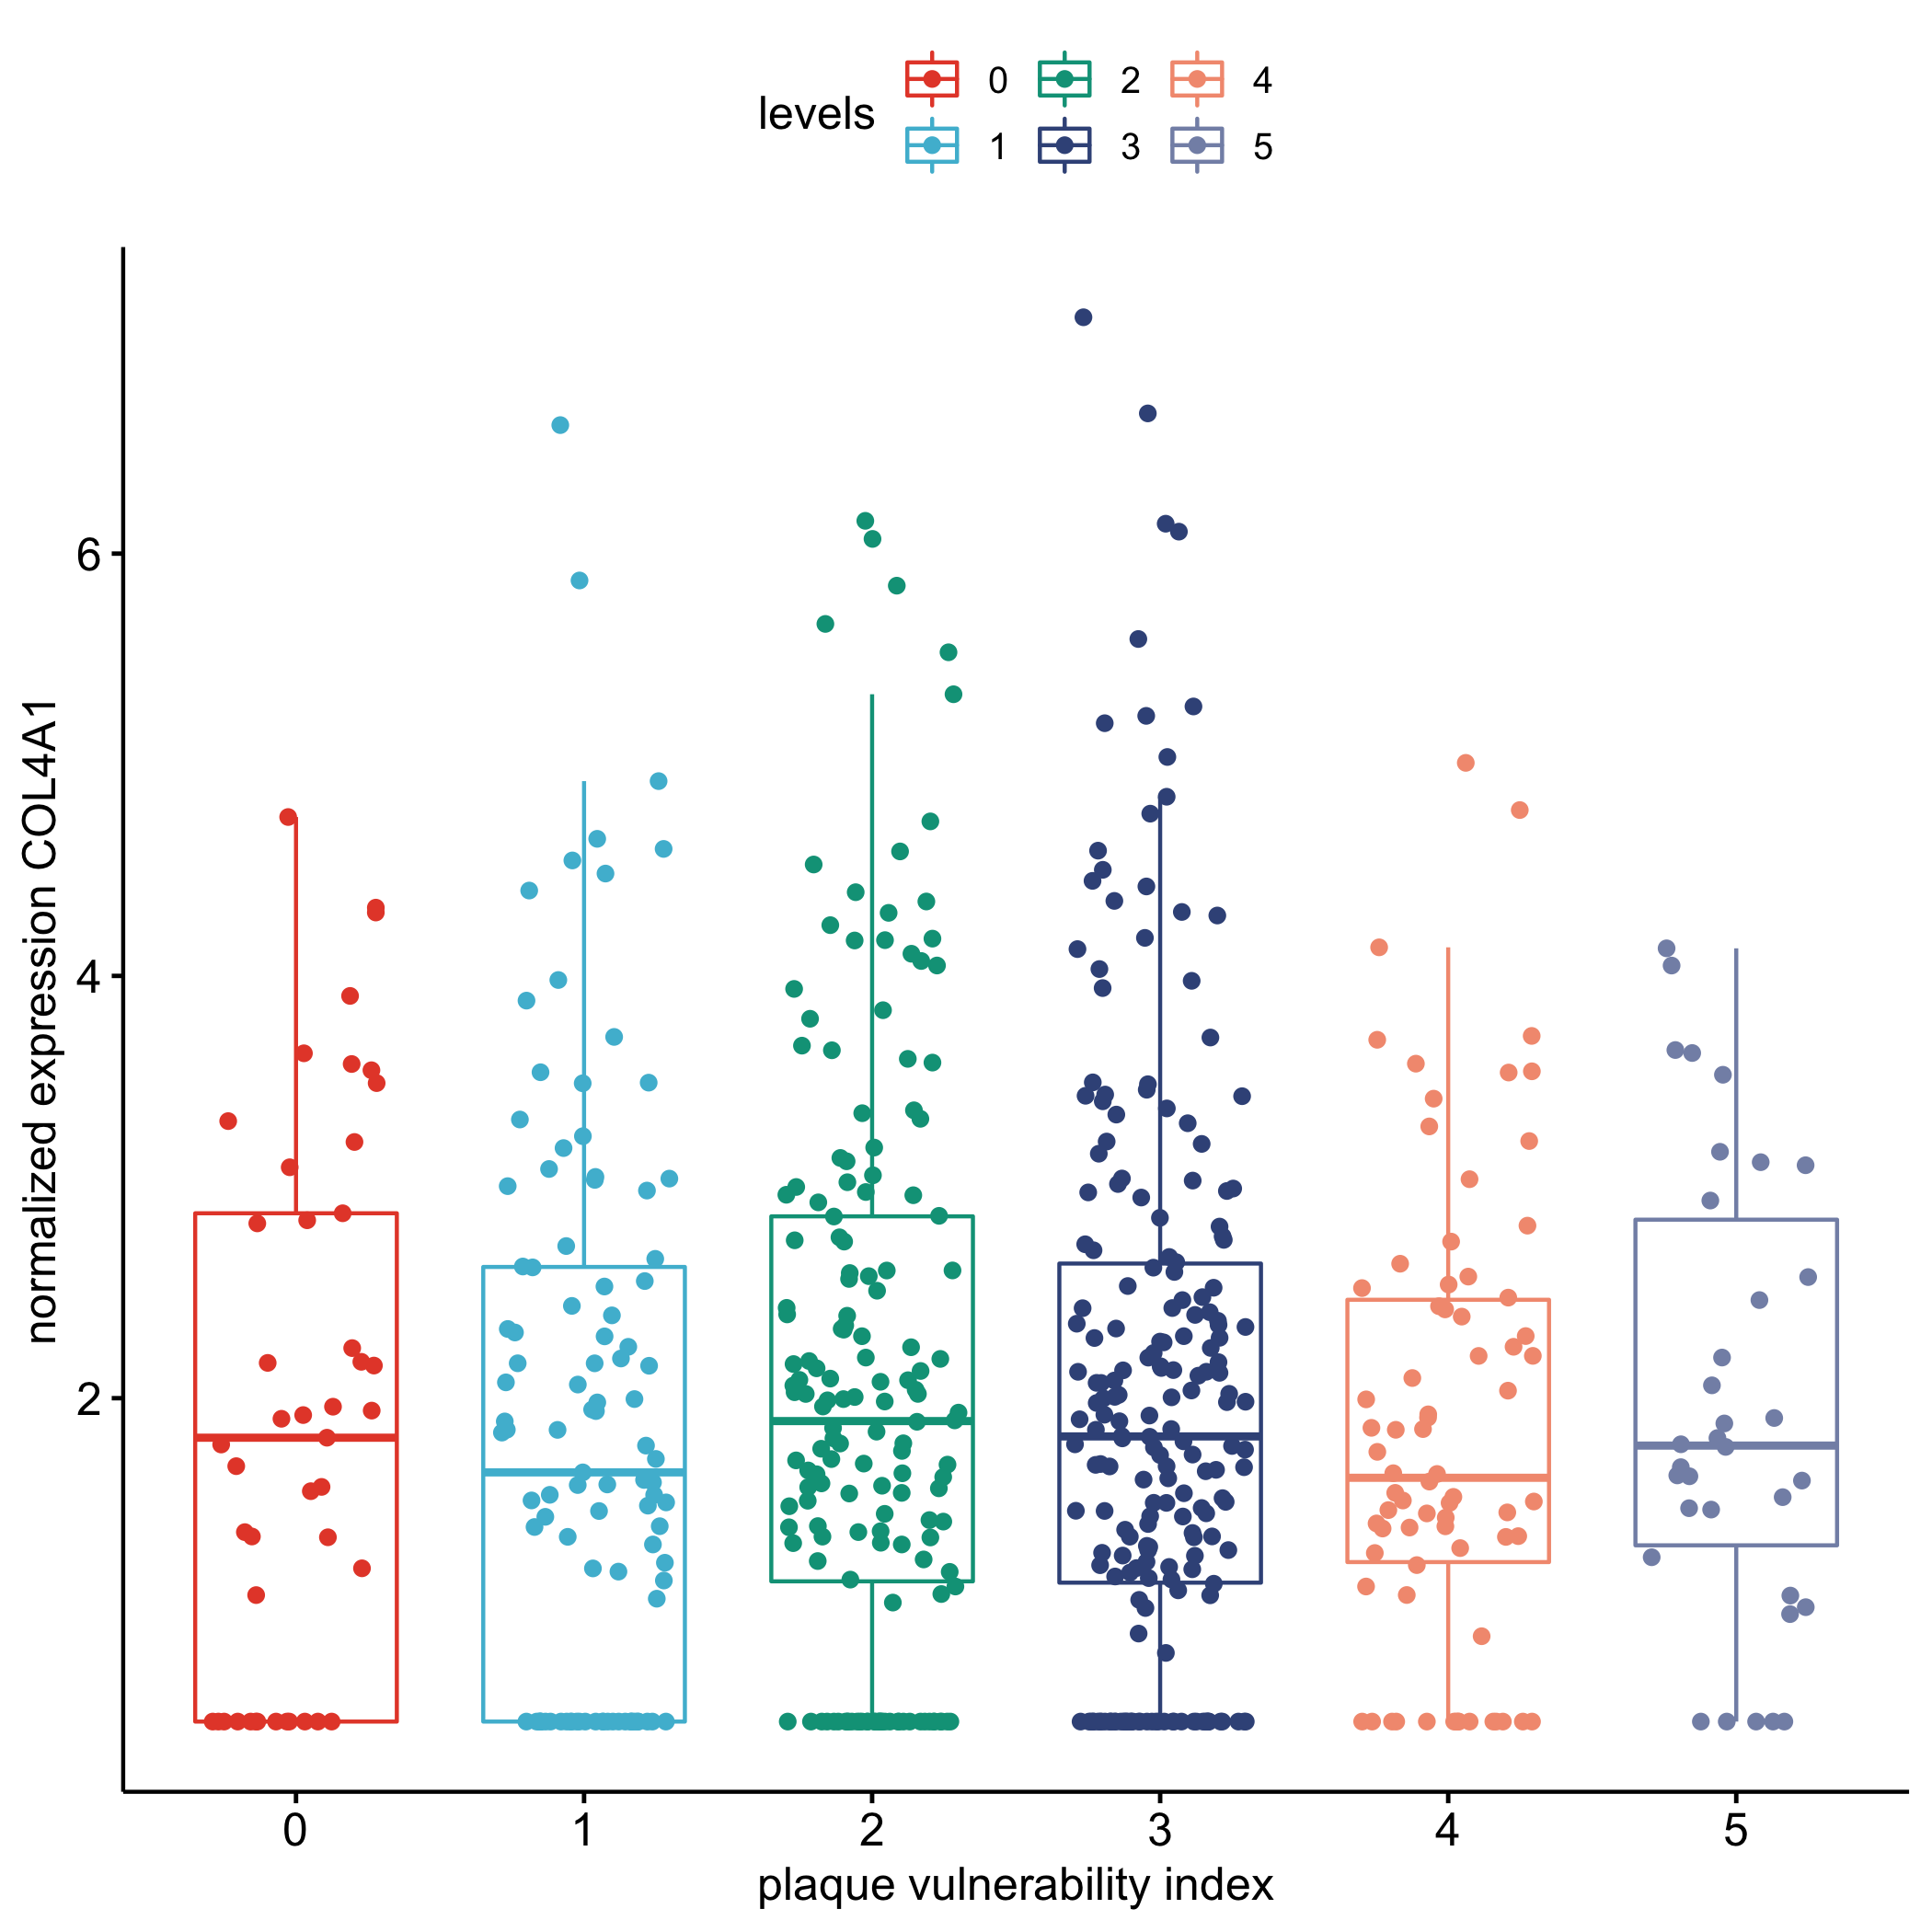 levels
0 2 4
1 3 5
normalized expression COL4A1
6
4
2
0 1 2 3 4 5
plaque vulnerability index